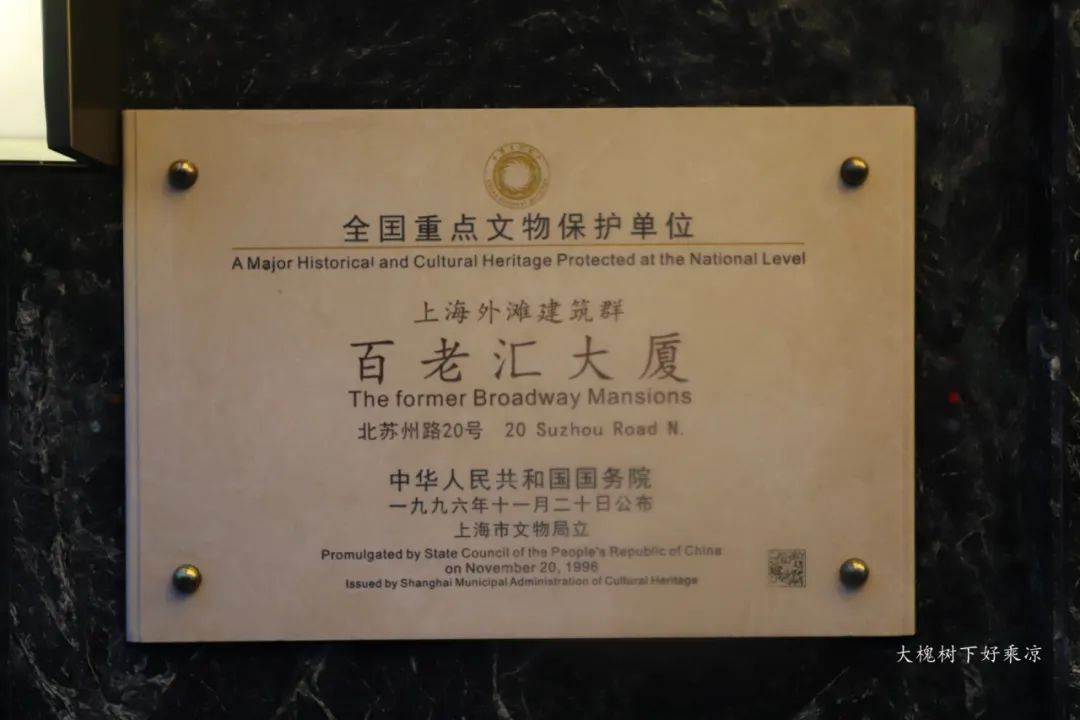 全国重点文物保护单位
A Major Historical and Cultural Heritage Protected at the National Level
上海外滩建筑群
百老汇大厦
The former Broadway Mansions
北苏州路20号 20 Suzhou Road N.
中华人民共和国国务院
一九九六年十一月二十日公布
上海市文物局立
Promulgated by State Council of the People's Republic of China
on November 20, 1996
Issued by Shanghai Municipal Administration of Cultural Heritage
大槐树下好乘凉